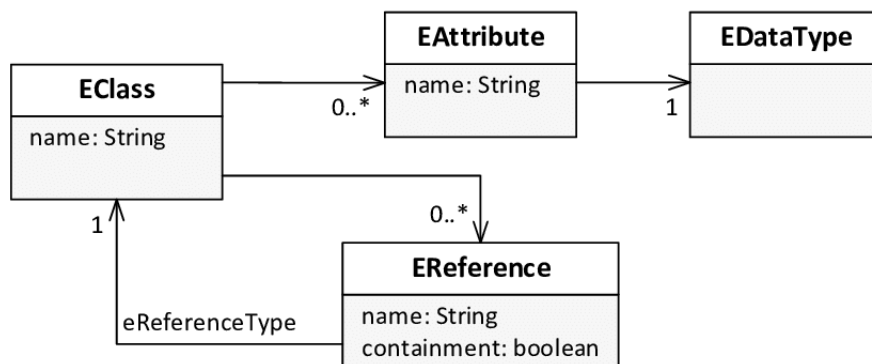 EAttribute
name: String
EDataType
EClass
name: String
0..*
1
0..*
1
EReference
name: String
containment: boolean
eReferenceType